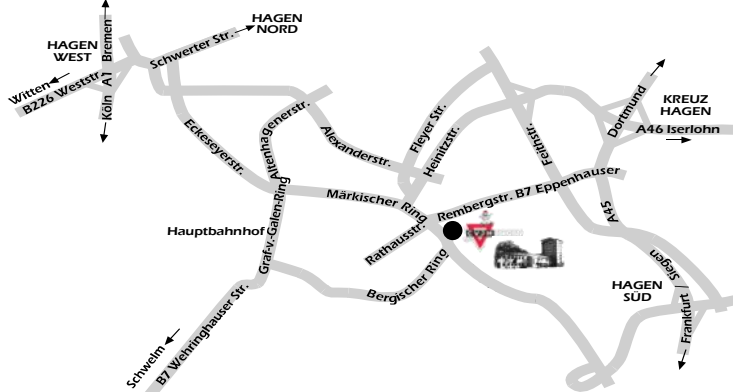 HAGEN
NORD
HAGEN
WEST
Schwerter Str.
Bremen
Köln A1
Witten
B226 Weststr.
Eckeseyerstr.
Altenhagenerstr.
Alexanderstr.
Fleyer Str.
Heinitzstr.
Feithstr.
Dortmund
KREUZ
HAGEN
A46 Iserlohn
Märkischer Ring
Rembergstr. B7 Eppenhauser
A45
Hauptbahnhof
Graf-v.-Galen-Ring
Rathausstr.
Bergischer Ring
Siegen
HAGEN
SÜD
Frankfurt
Schwelm
B7 Wehringhauser Str.